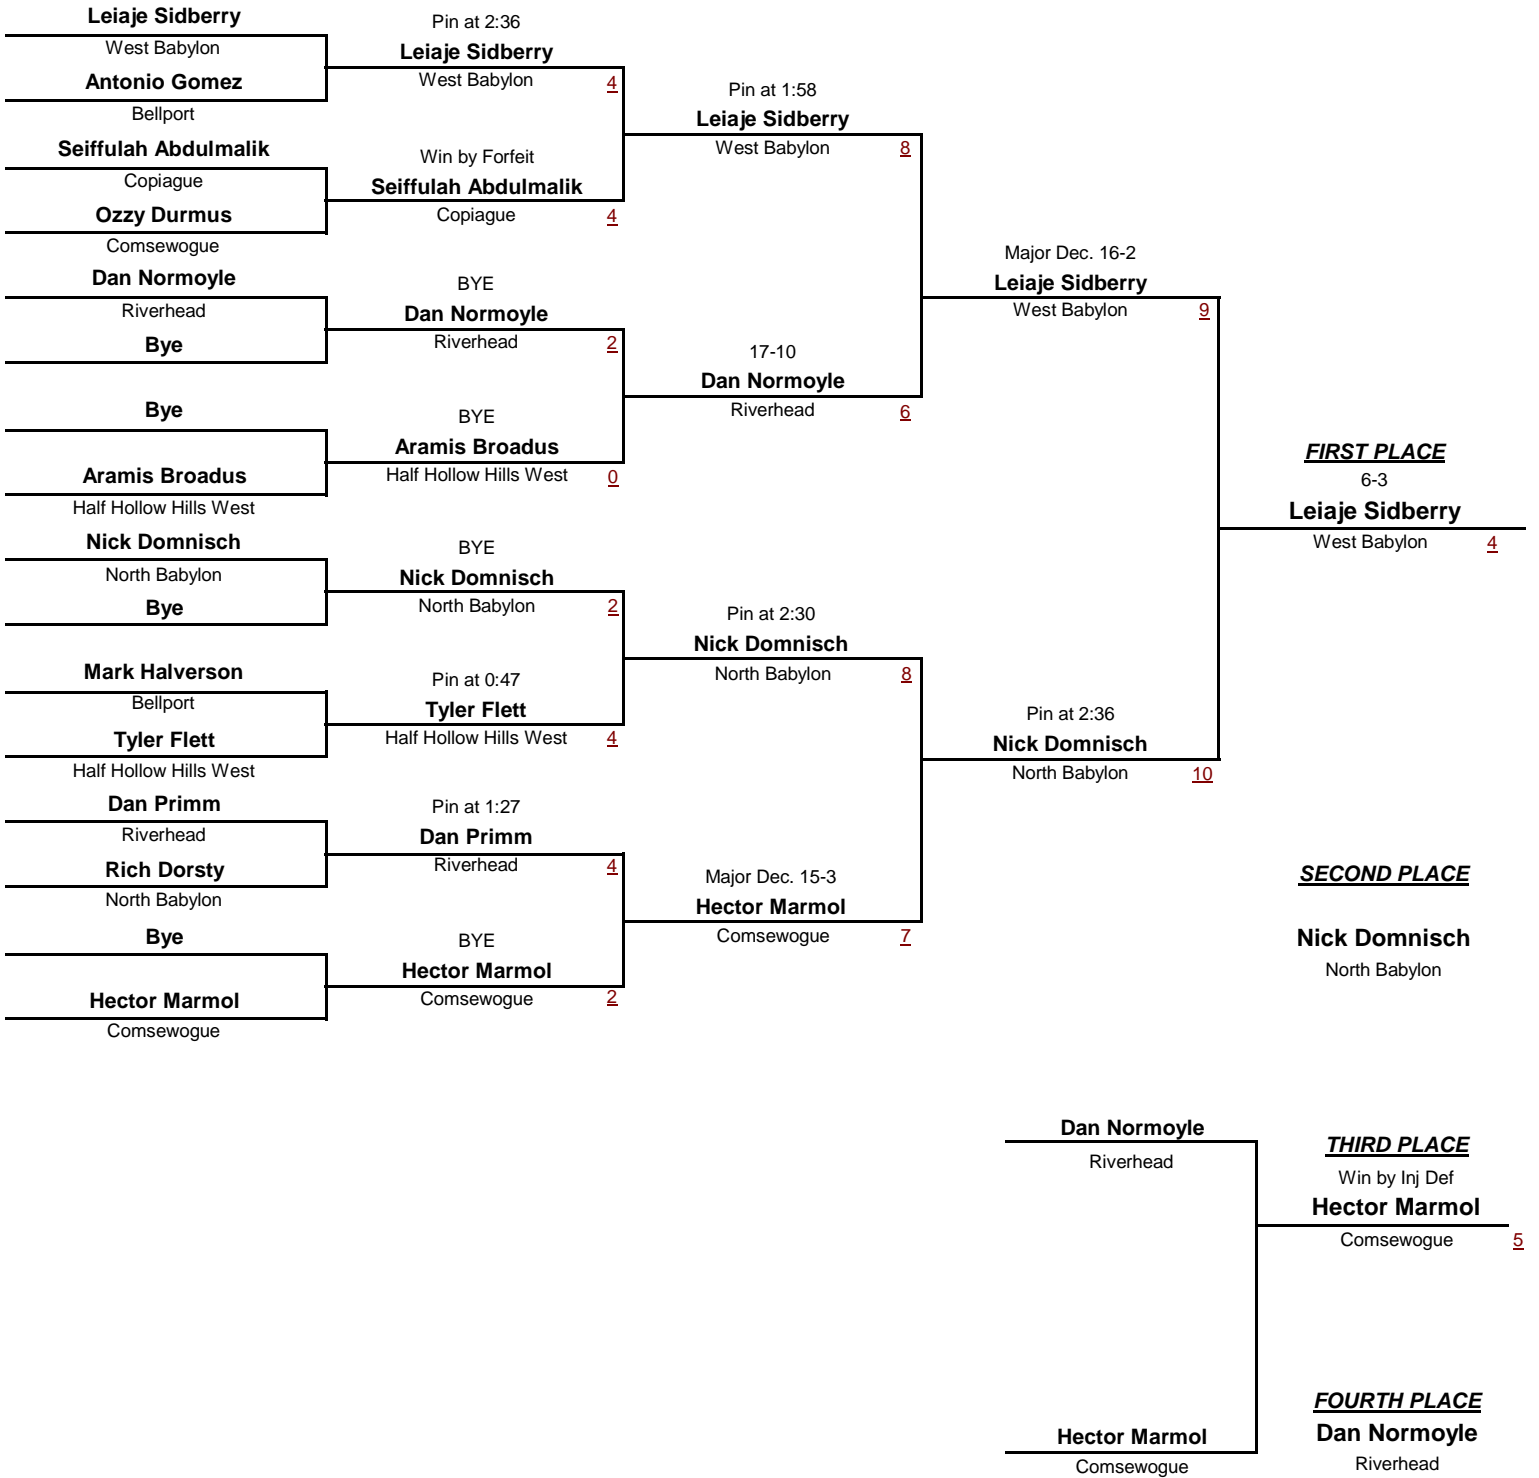 Leiaje Sidberry
West Babylon
Antonio Gomez
Bellport
Seiffulah Abdulmalik
Copiague
Ozzy Durmus
Comsewogue
Dan Normoyle
Riverhead
Bye
Bye
Aramis Broadus
Half Hollow Hills West
Nick Domnisch
North Babylon
Bye
Mark Halverson
Bellport
Tyler Flett
Half Hollow Hills West
Dan Primm
Riverhead
Rich Dorsty
North Babylon
Bye
Hector Marmol
Comsewogue
Pin at 2:36
Leiaje Sidberry
West Babylon 4
Win by Forfeit
Seiffulah Abdulmalik
Copiague 4
BYE
Dan Normoyle
Riverhead 2
BYE
Aramis Broadus
Half Hollow Hills West 0
BYE
Nick Domnisch
North Babylon 2
Pin at 0:47
Tyler Flett
Half Hollow Hills West 4
Pin at 1:27
Dan Primm
Riverhead 4
BYE
Hector Marmol
Comsewogue 2
Pin at 1:58
Leiaje Sidberry
West Babylon 8
17-10
Dan Normoyle
Riverhead 6
Pin at 2:30
Nick Domnisch
North Babylon 8
Major Dec. 15-3
Hector Marmol
Comsewogue 7
Major Dec. 16-2
Leiaje Sidberry
West Babylon 9
Pin at 2:36
Nick Domnisch
North Babylon 10
FIRST PLACE
6-3
Leiaje Sidberry
West Babylon 4
SECOND PLACE
Nick Domnisch
North Babylon
Dan Normoyle
Riverhead
Hector Marmol
Comsewogue
THIRD PLACE
Win by Inj Def
Hector Marmol
Comsewogue 5
FOURTH PLACE
Dan Normoyle
Riverhead